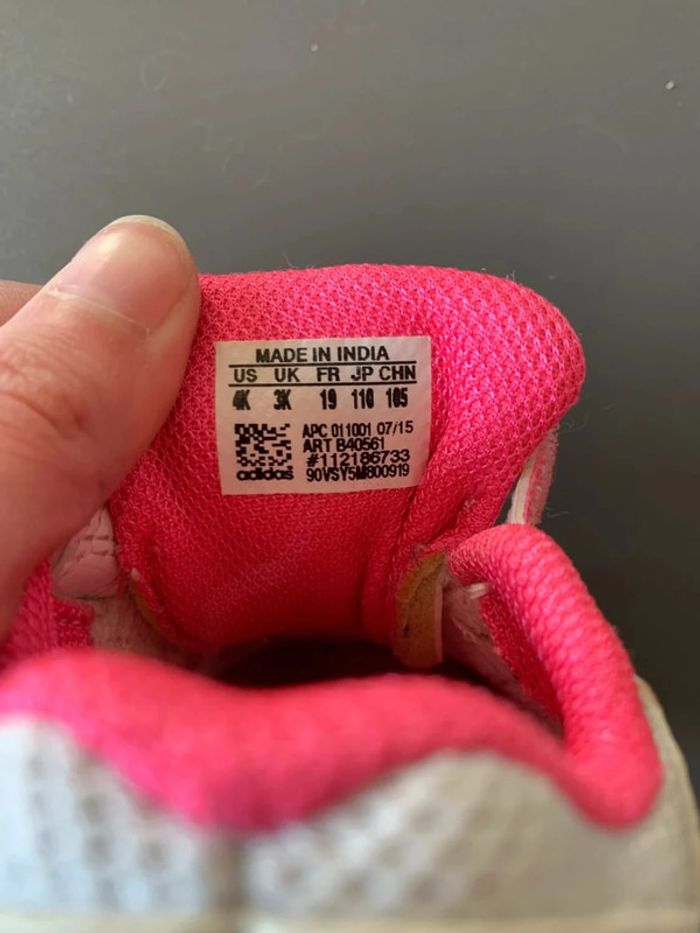 MADE IN INDIA
US UK FR JP CHN
4K 3K 19 110 105
APC 011001 07/15
ART B40561
#112186733
adidas 90VSY5M800919